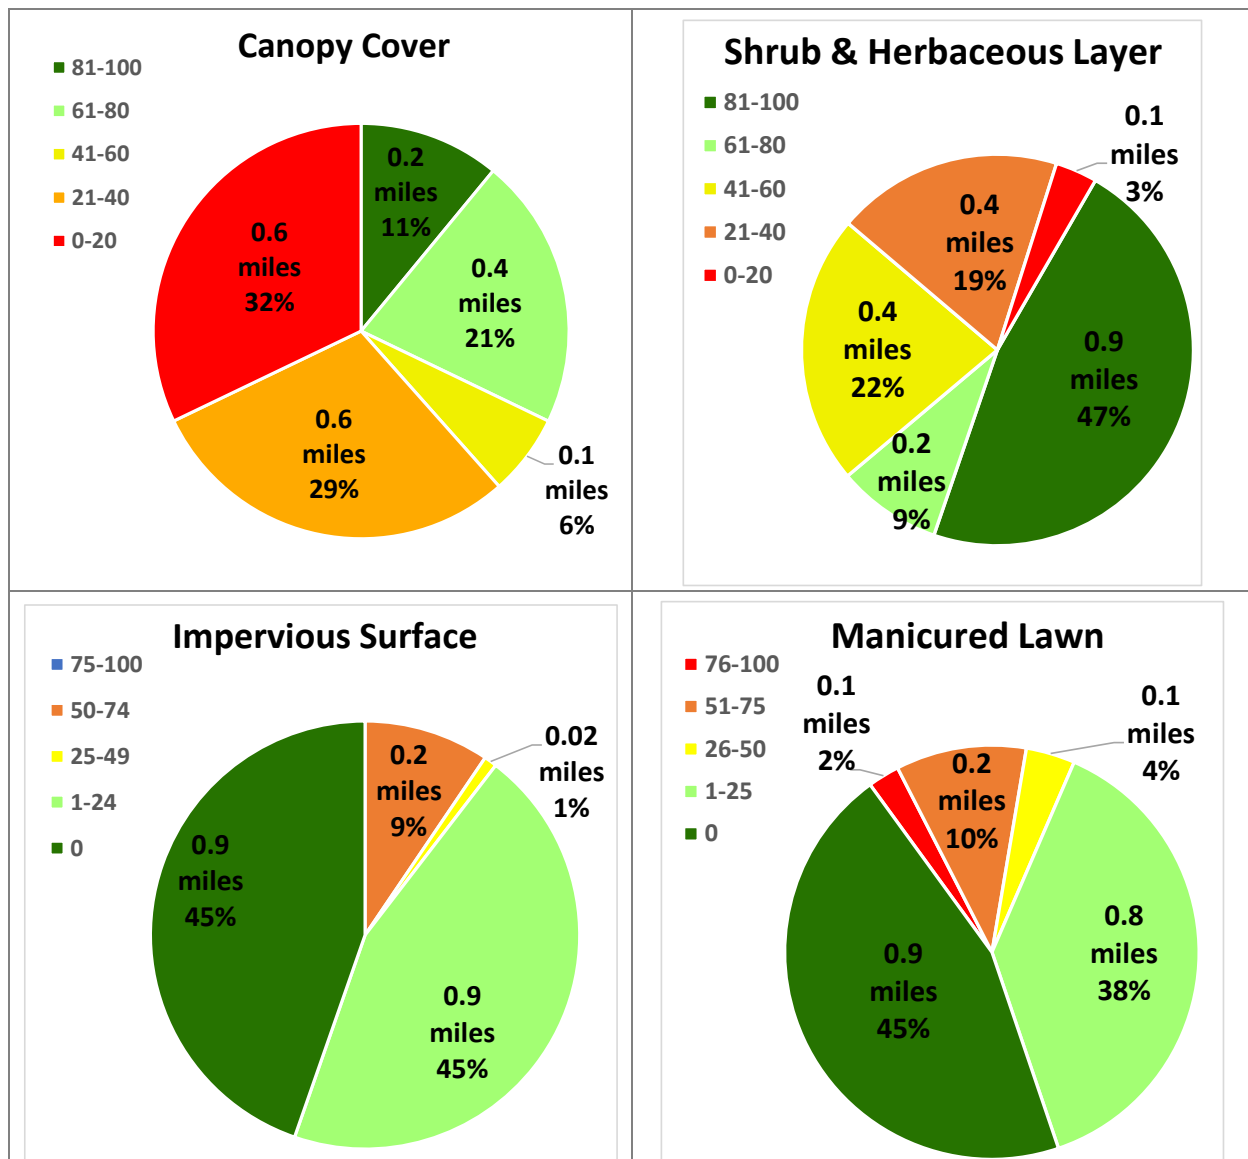 Canopy Cover
81-100
61-80
41-60
21-40
0-20
0.2
miles
11%
0.4
miles
21%
0.1
miles
6%
0.6
miles
29%
0.6
miles
32%
Shrub & Herbaceous Layer
81-100
61-80
41-60
21-40
0-20
0.1
miles
3%
0.9
miles
47%
0.2
miles
9%
0.4
miles
22%
0.4
miles
19%
Impervious Surface
75-100
50-74
25-49
1-24
0
0.2
miles
9%
0.02
miles
1%
0.9
miles
45%
0.9
miles
45%
Manicured Lawn
76-100
51-75
26-50
1-25
0
0.1
miles
2%
0.2
miles
10%
0.1
miles
4%
0.8
miles
38%
0.9
miles
45%